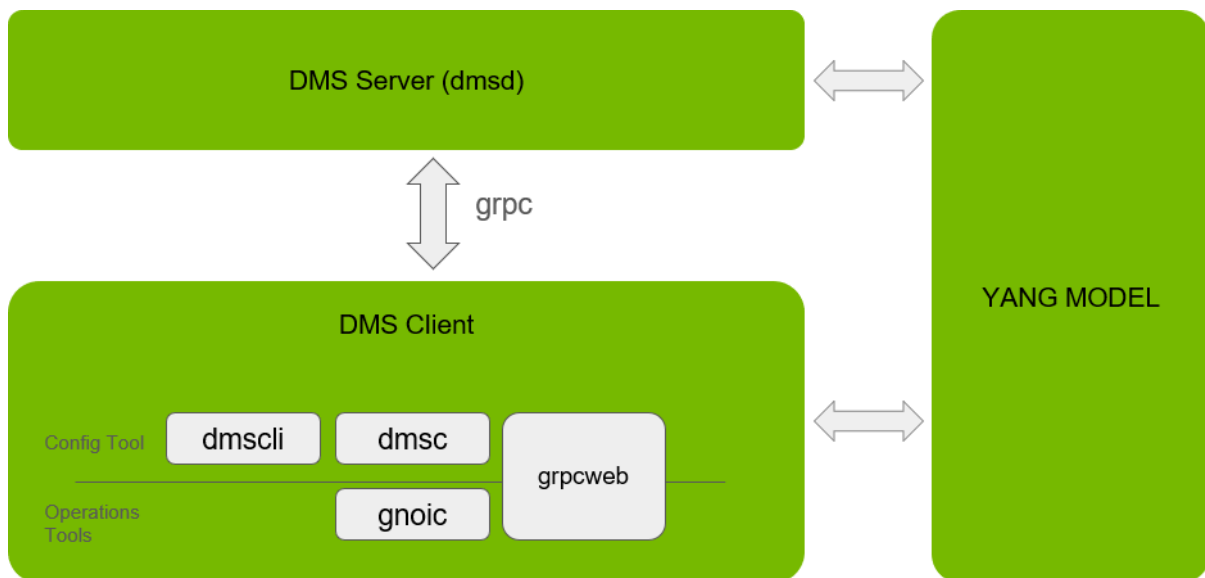 DMS Server (dmsd)
grpc
YANG MODEL
DMS Client
Config Tool
dmscli
dmsc
grpcweb
Operations
Tools
gnoic